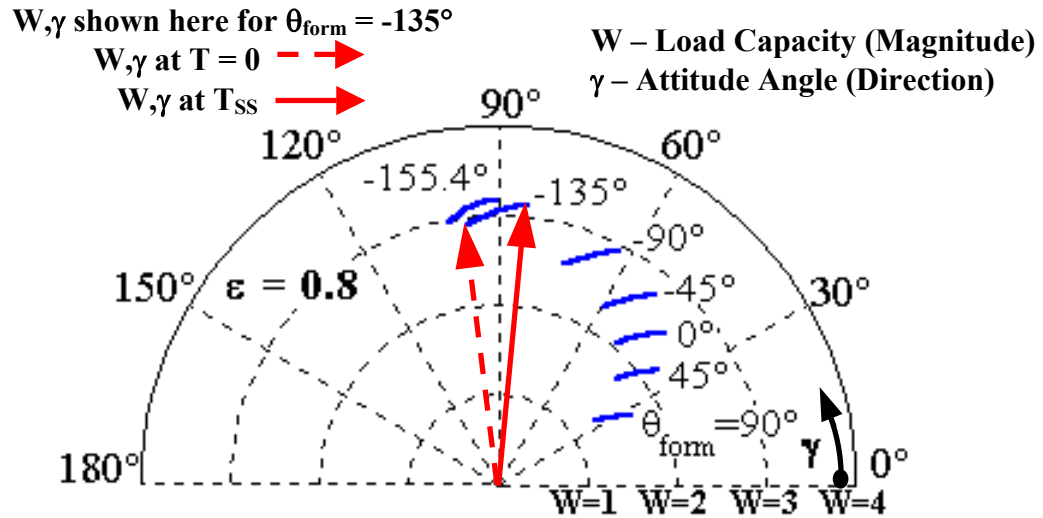 W,γ shown here for θform = -135°
W,γ at T = 0
W,γ at TSS
W – Load Capacity (Magnitude)
γ – Attitude Angle (Direction)
90°
120°
60°
-155.4°
-135°
-90°
150°
ε = 0.8
-45°
30°
0°
45°
θform =90°
γ
180°
0°
W=1
W=2
W=3
W=4